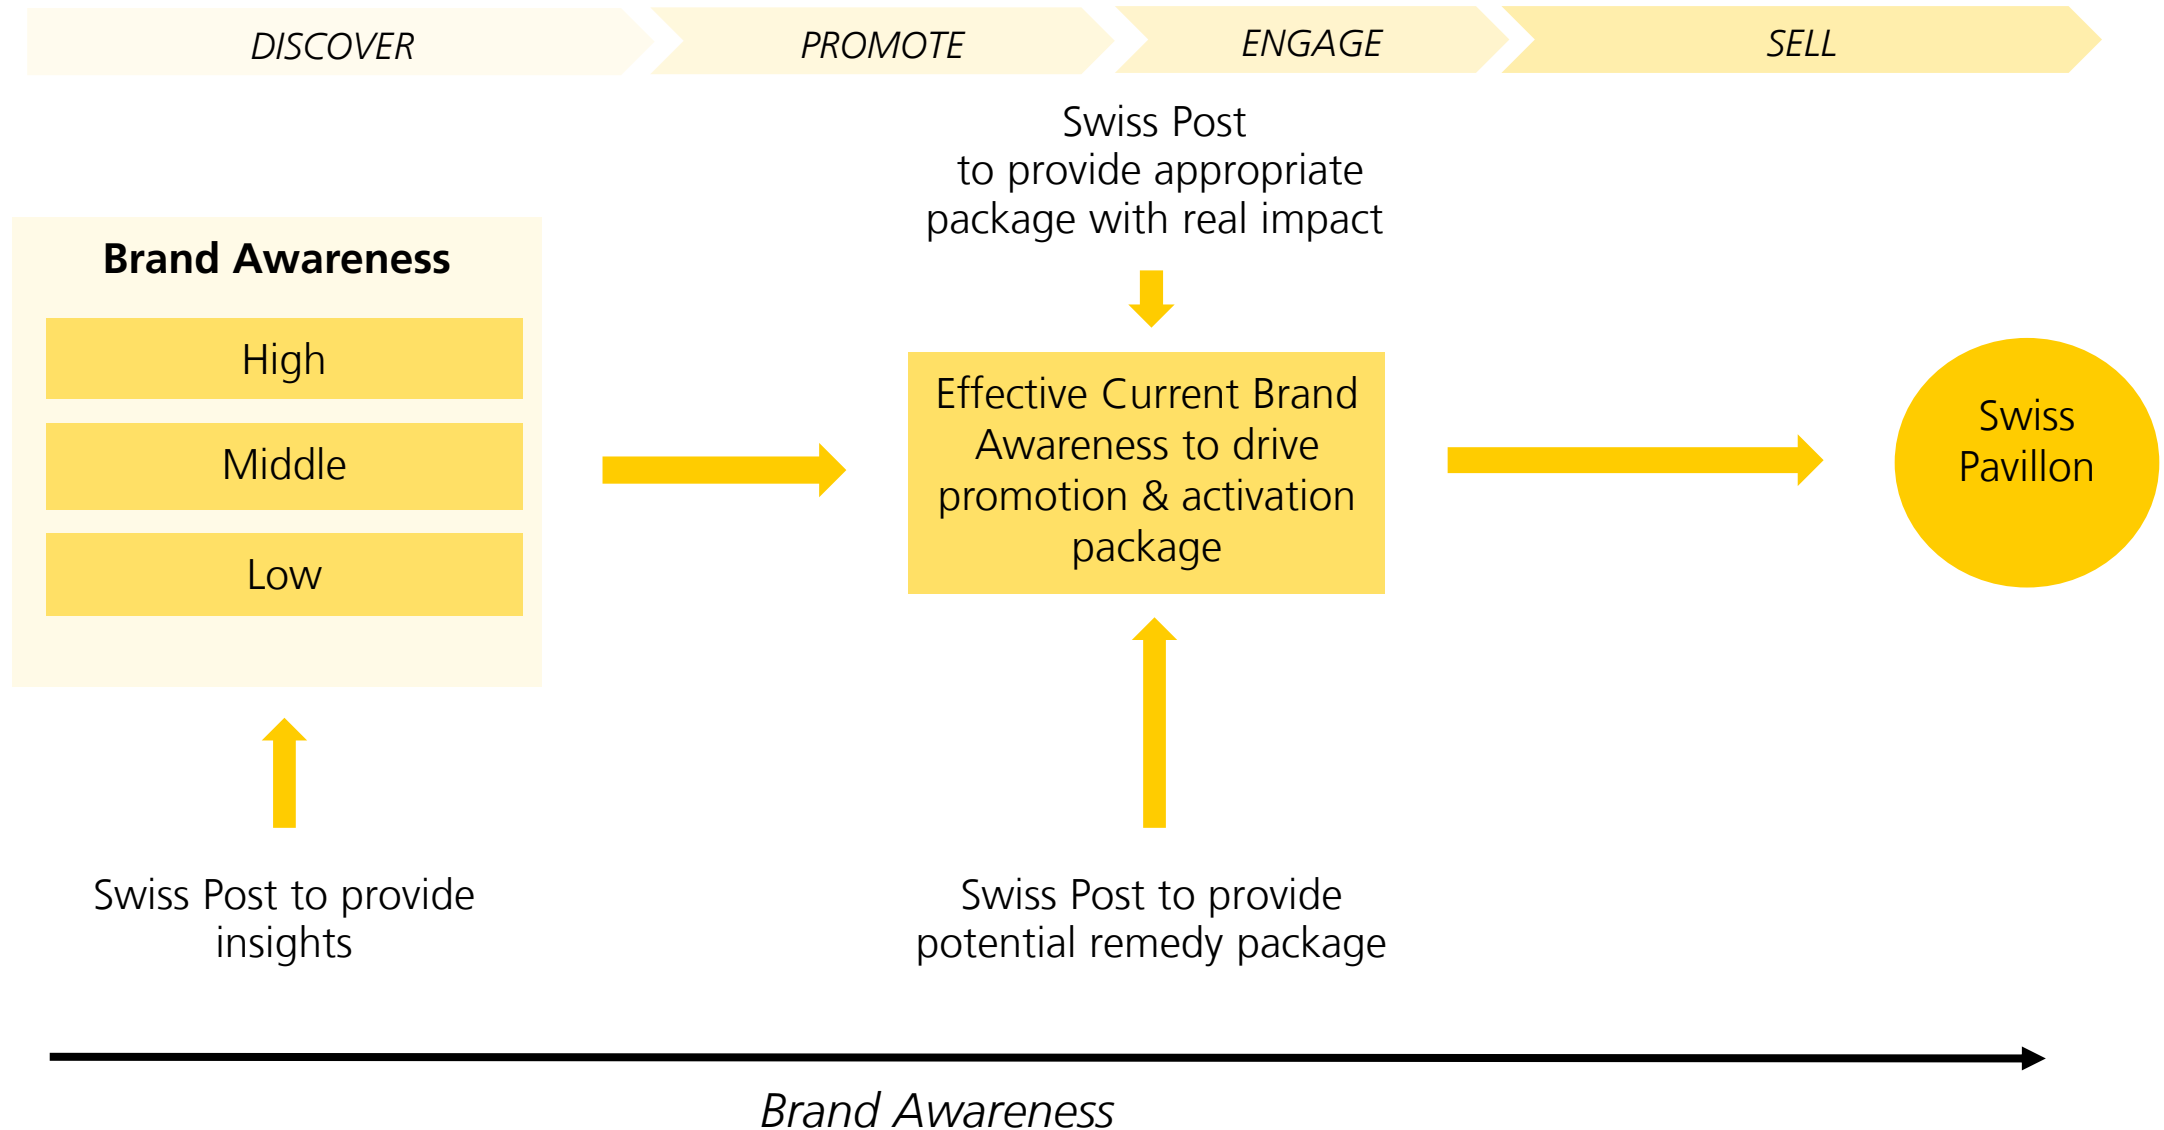 DISCOVER
PROMOTE
ENGAGE
SELL
Swiss Post
to provide appropriate
package with real impact
Brand Awareness
High
Middle
Low
Effective Current Brand
Awareness to drive
promotion & activation
package
Swiss
Pavillon
Swiss Post to provide
insights
Swiss Post to provide
potential remedy package
Brand Awareness